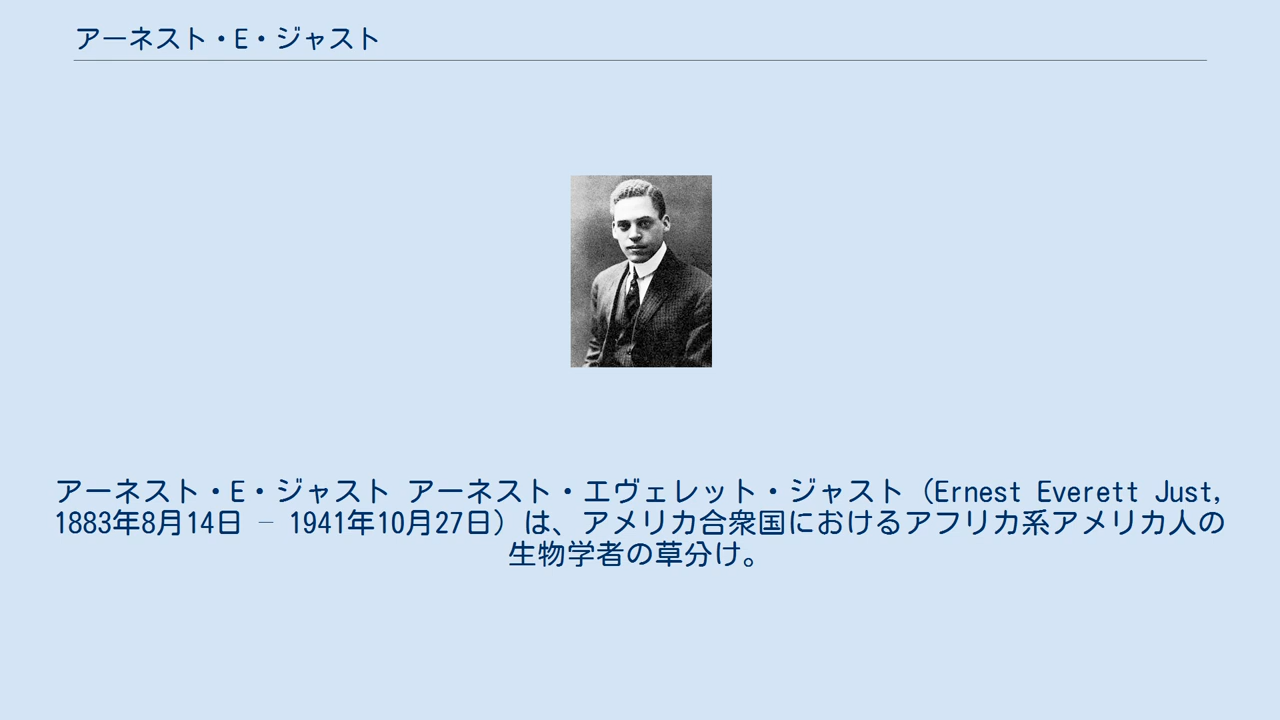 アーネスト・E・ジャスト
アーネスト・E・ジャスト アーネスト・エヴェレット・ジャスト（Ernest Everett Just,
1883年8月14日 – 1941年10月27日）は、アメリカ合衆国におけるアフリカ系アメリカ人の
生物学者の草分け。